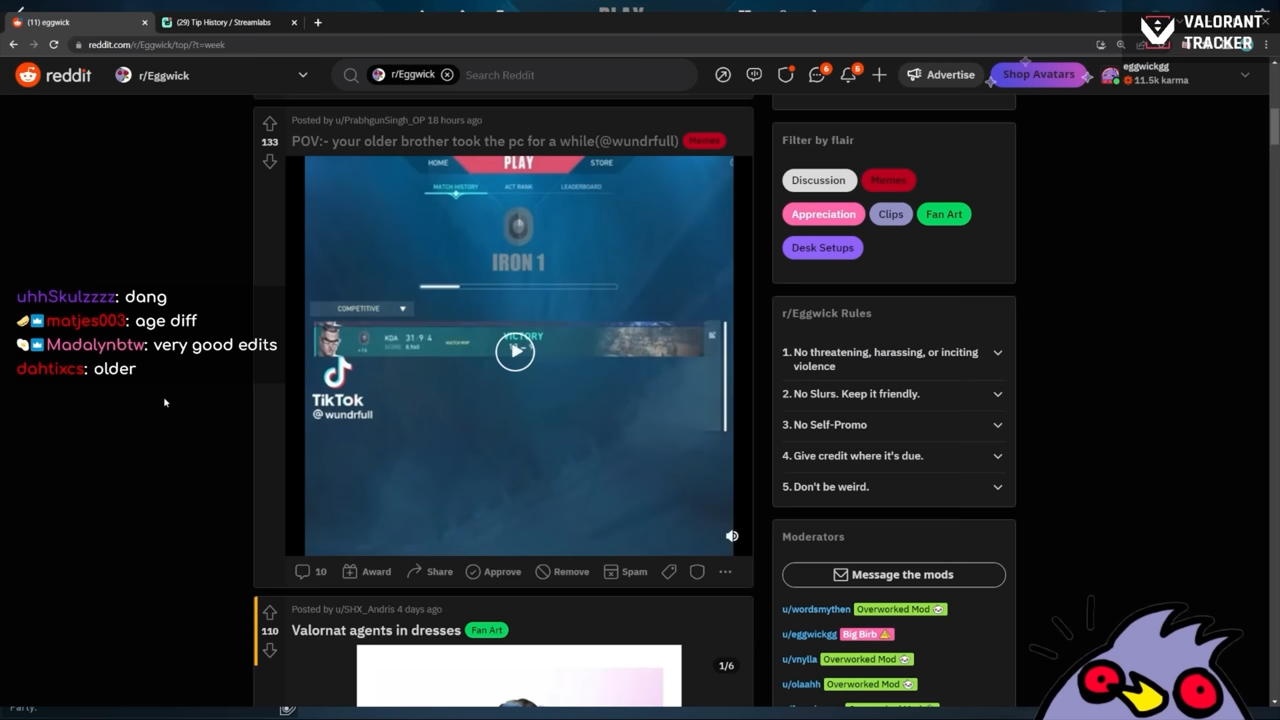 (11) eggwick
(29) Tip History / Streamlabs
reddit.com/r/Eggwick/top/?t=week
VALORANT
TRACKER
reddit
r/Eggwick
r/Eggwick
Search Reddit
6
5
Advertise
Shop Avatars
eggwickgg
11.5k karma
Posted by u/PrabhgunSingh_OP 18 hours ago
133
POV:- your older brother took the pc for a while(@wundrfull)
Memes
HOME
PLAY
STORE
MATCH HISTORY
ACT RANK
LEADERBOARD
IRON 1
COMPETITIVE
KDA 31 9 4
VICTORY
TikTok
@wundrfull
10
Award
Share
Approve
Remove
Spam
Posted by u/SHX_Andris 4 days ago
110
Valornat agents in dresses
Fan Art
1/6
uhhSkulzzzz: dang
matjes003: age diff
Madalynbtw: very good edits
dahtixcs: older
Filter by flair
Discussion
Memes
Appreciation
Clips
Fan Art
Desk Setups
r/Eggwick Rules
1. No threatening, harassing, or inciting
violence
2. No Slurs. Keep it friendly.
3. No Self-Promo
4. Give credit where it's due.
5. Don't be weird.
Moderators
Message the mods
u/wordsmythen Overworked Mod
u/eggwickgg Big Birb
u/vnylla Overworked Mod
u/olaahh Overworked Mod
Party: